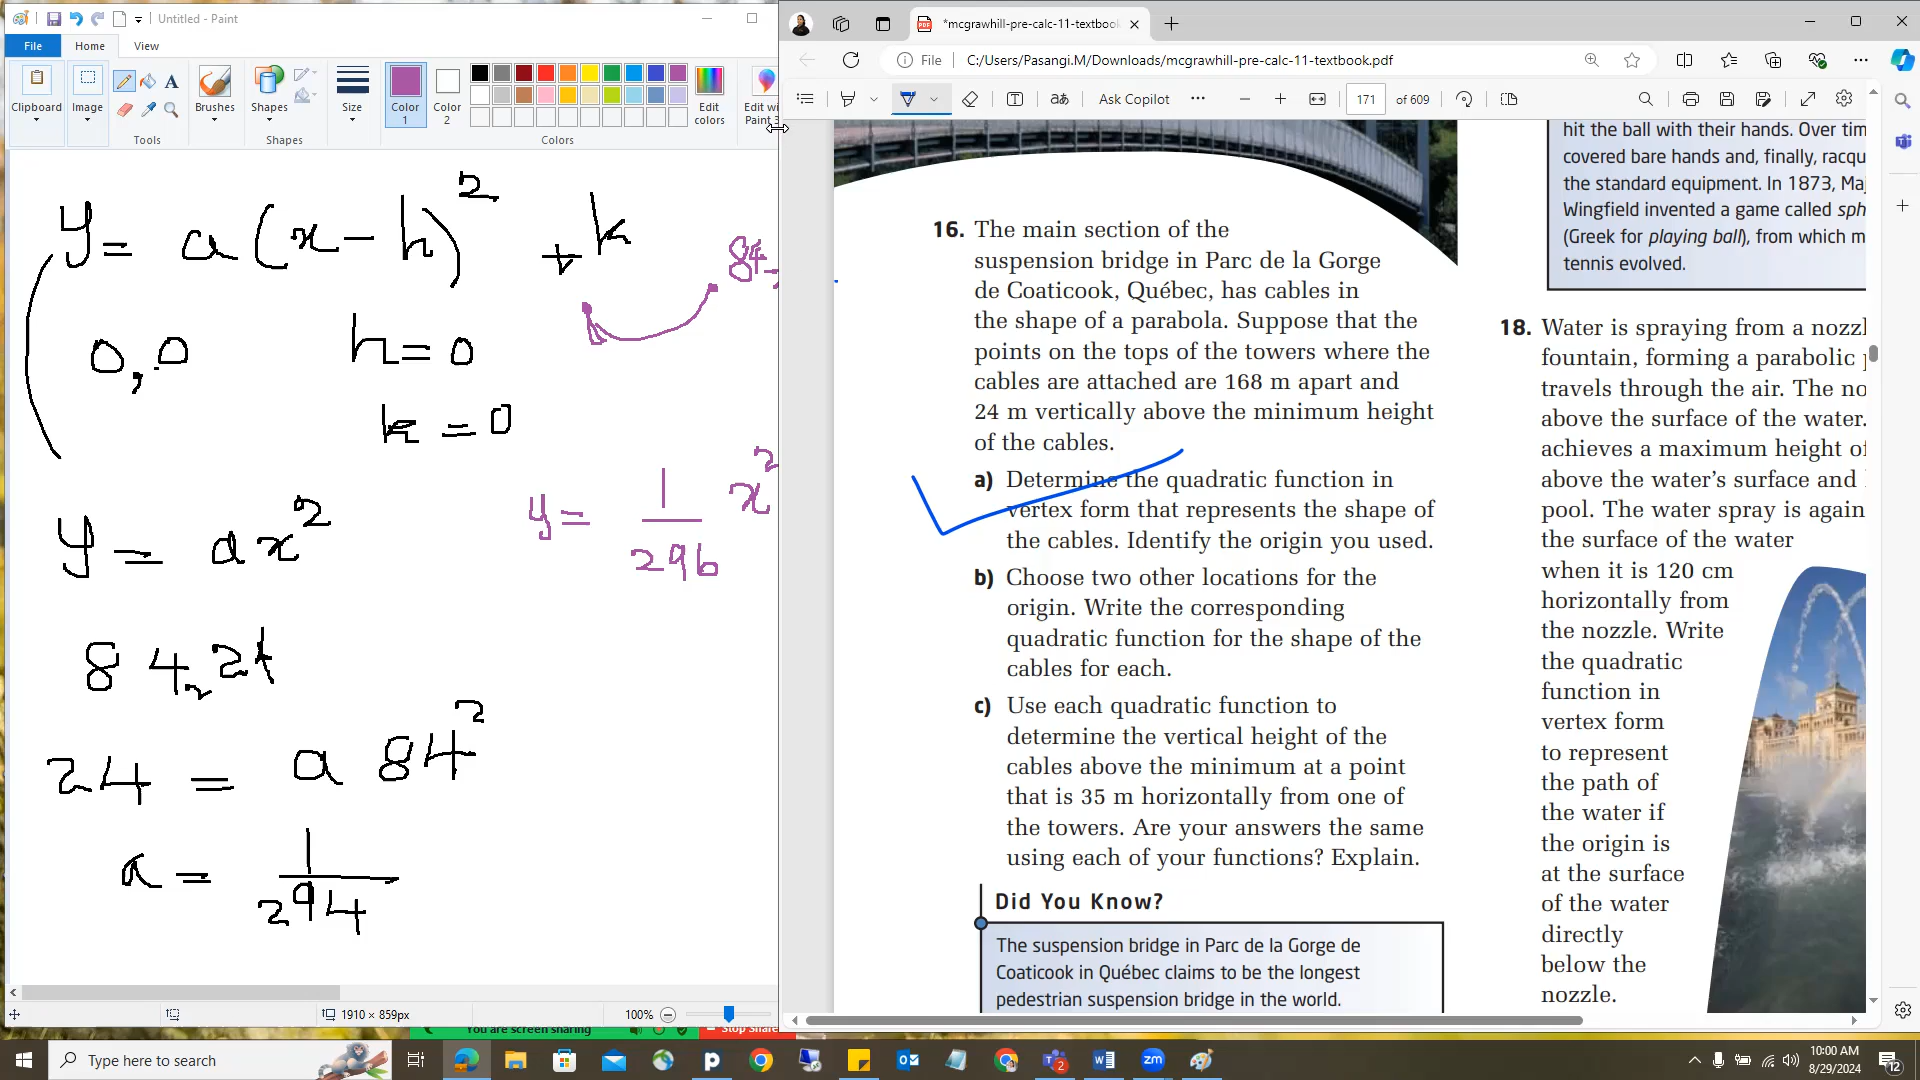 Untitled - Paint
File Home View
Clipboard
Image
Tools
Brushes
Shapes
Shapes
Size
Color 1
Color 2
Edit colors
Edit wi
Paint 3
Colors
y = a(x - h)² + k
84,
0,0 h = 0
k = 0
y = 1/296 x²
y = ax²
84, 24
24 = a 84²
a = 1/294
1910 × 859px
100%
You are screen sharing
Stop Share
*mcgrawhill-pre-calc-11-textbook
File C:/Users/Pasangi.M/Downloads/mcgrawhill-pre-calc-11-textbook.pdf
Ask Copilot
171 of 609
16. The main section of the
suspension bridge in Parc de la Gorge
de Coaticook, Québec, has cables in
the shape of a parabola. Suppose that the
points on the tops of the towers where the
cables are attached are 168 m apart and
24 m vertically above the minimum height
of the cables.
a) Determine the quadratic function in
vertex form that represents the shape of
the cables. Identify the origin you used.
b) Choose two other locations for the
origin. Write the corresponding
quadratic function for the shape of the
cables for each.
c) Use each quadratic function to
determine the vertical height of the
cables above the minimum at a point
that is 35 m horizontally from one of
the towers. Are your answers the same
using each of your functions? Explain.
Did You Know?
The suspension bridge in Parc de la Gorge de
Coaticook in Québec claims to be the longest
pedestrian suspension bridge in the world.
hit the ball with their hands. Over tim
covered bare hands and, finally, racqu
the standard equipment. In 1873, Maj
Wingfield invented a game called sph
(Greek for playing ball), from which m
tennis evolved.
18. Water is spraying from a nozzl
fountain, forming a parabolic p
travels through the air. The no
above the surface of the water.
achieves a maximum height of
above the water's surface and l
pool. The water spray is again
the surface of the water
when it is 120 cm
horizontally from
the nozzle. Write
the quadratic
function in
vertex form
to represent
the path of
the water if
the origin is
at the surface
of the water
directly
below the
nozzle.
Type here to search
10:00 AM
8/29/2024
12